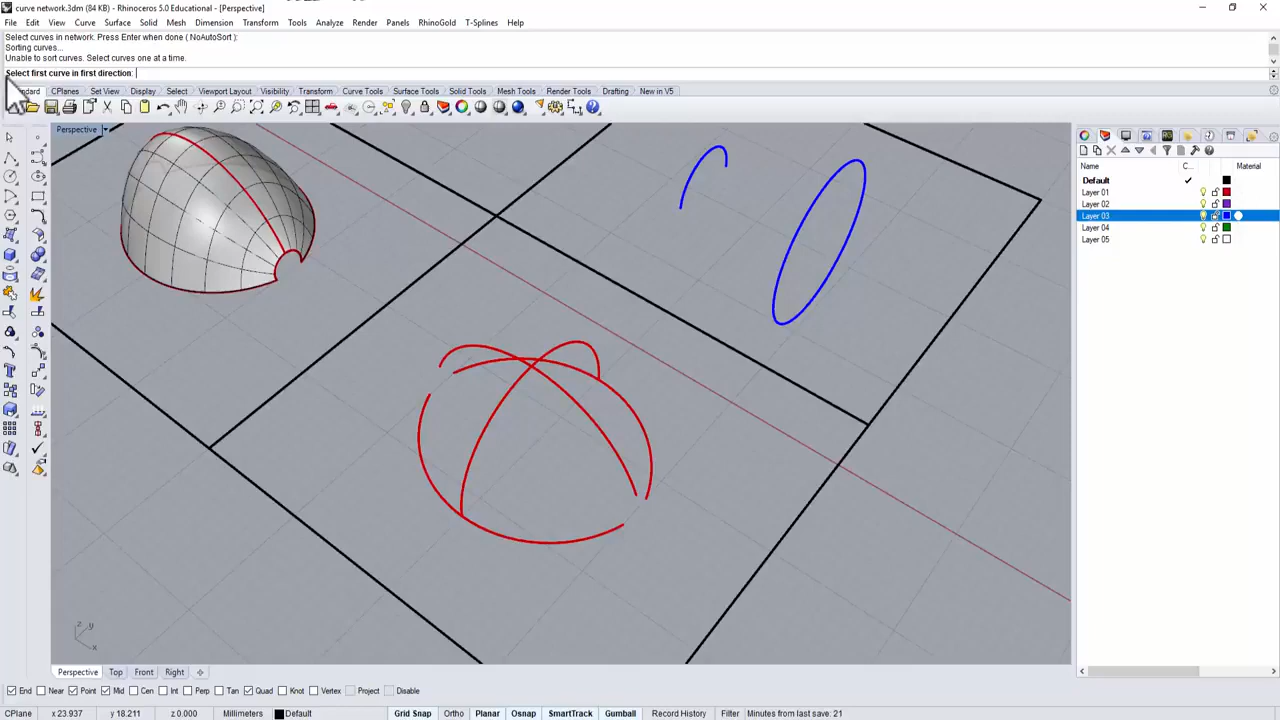 curve network.3dm (84 KB) - Rhinoceros 5.0 Educational - [Perspective]
File Edit View Curve Surface Solid Mesh Dimension Transform Tools Analyze Render Panels RhinoGold T-Splines Help
Select curves in network. Press Enter when done ( NoAutoSort ):
Sorting curves...
Unable to sort curves. Select curves one at a time.
Select first curve in first direction:
CPlanes Set View Display Select Viewport Layout Visibility Transform Curve Tools Surface Tools Solid Tools Mesh Tools Render Tools Drafting New in V5
Perspective
Name C... Material
Default
Layer 01
Layer 02
Layer 03
Layer 04
Layer 05
z y
x
Perspective Top Front Right
End Near Point Mid Cen Int Perp Tan Quad Knot Vertex Project Disable
CPlane x 23.937 y 18.211 z 0.000 Millimeters Default Grid Snap Ortho Planar Osnap SmartTrack Gumball Record History Filter Minutes from last save: 21